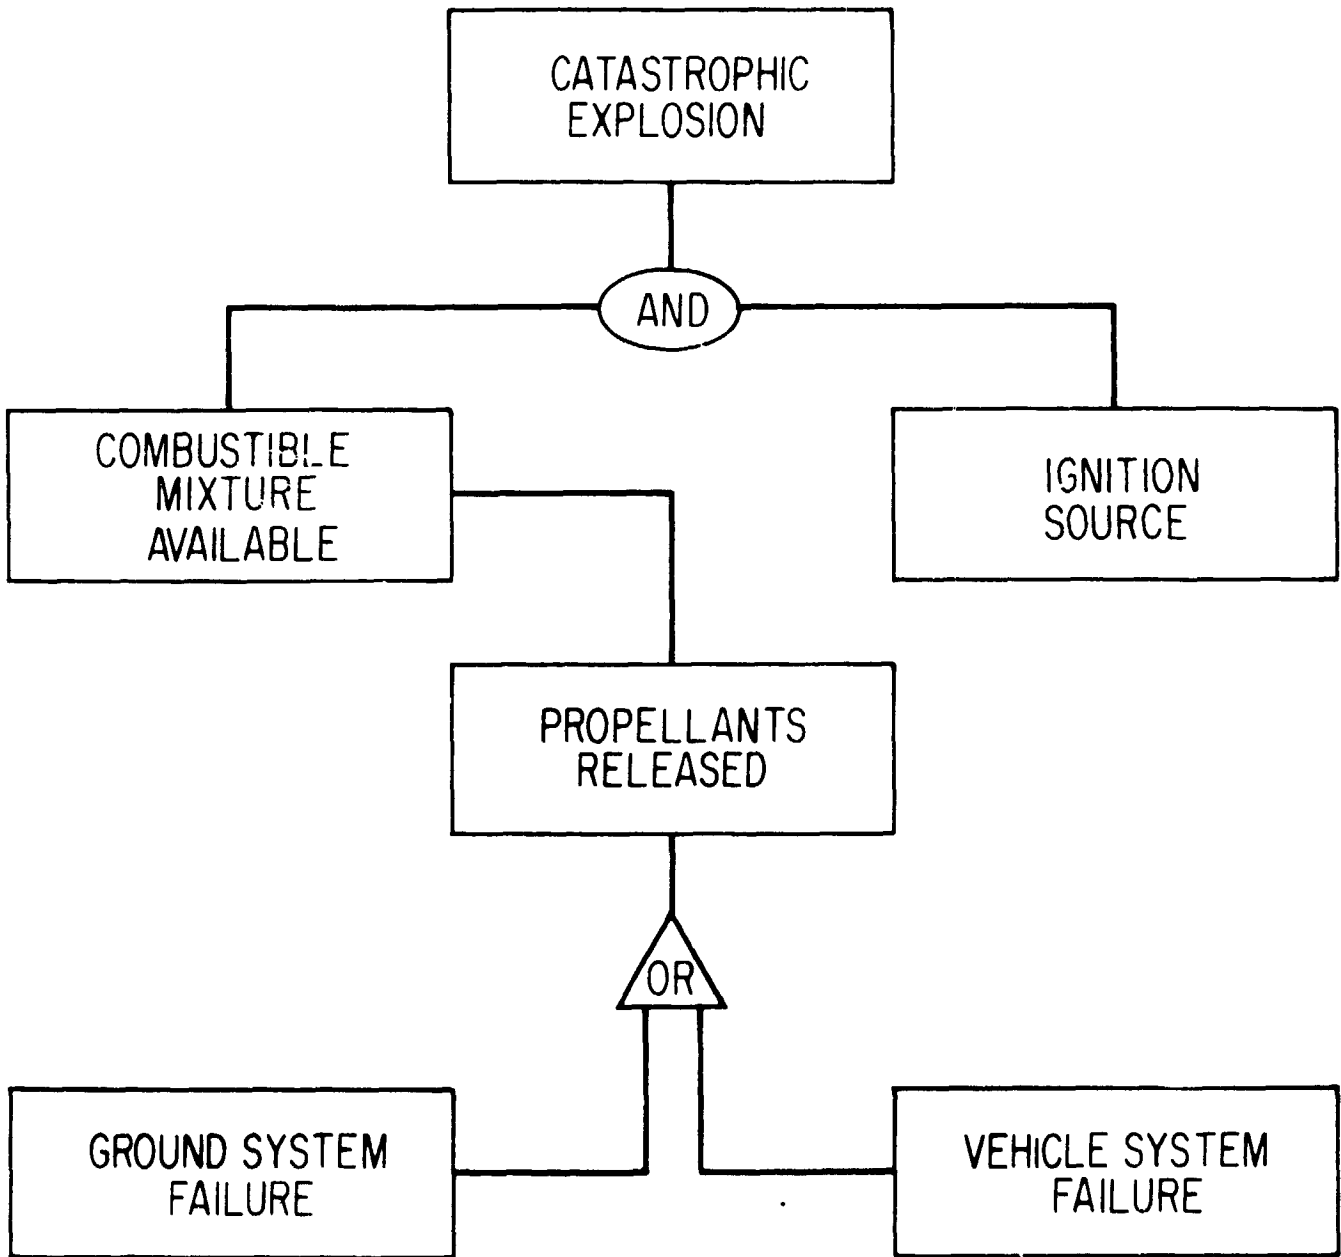 CATASTROPHIC
EXPLOSION
AND
COMBUSTIBLE
MIXTURE
AVAILABLE
IGNITION
SOURCE
PROPELLANTS
RELEASED
OR
GROUND SYSTEM
FAILURE
VEHICLE SYSTEM
FAILURE